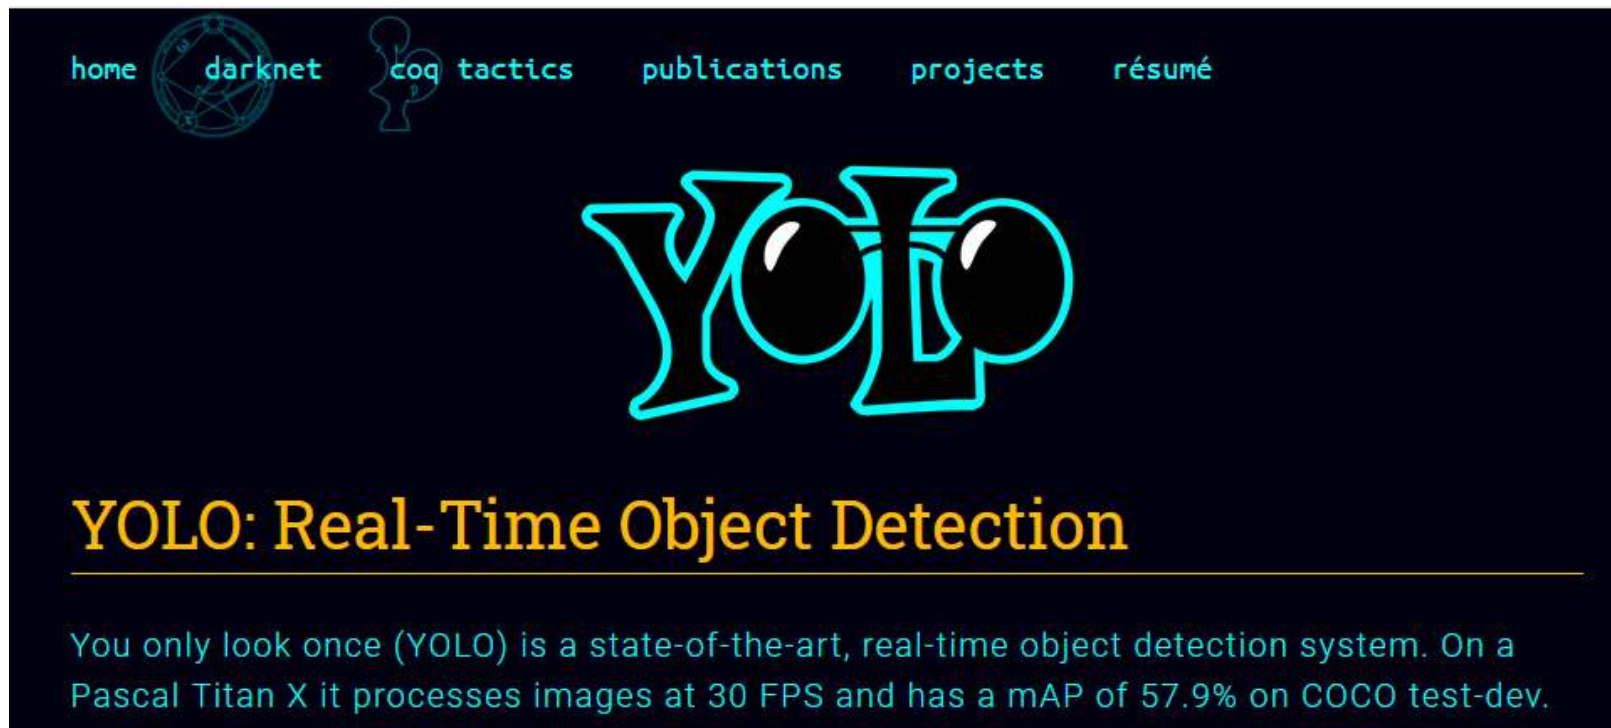 home darknet coq tactics publications projects résumé
YOLO
YOLO: Real-Time Object Detection
You only look once (YOLO) is a state-of-the-art, real-time object detection system. On a
Pascal Titan X it processes images at 30 FPS and has a mAP of 57.9% on COCO test-dev.